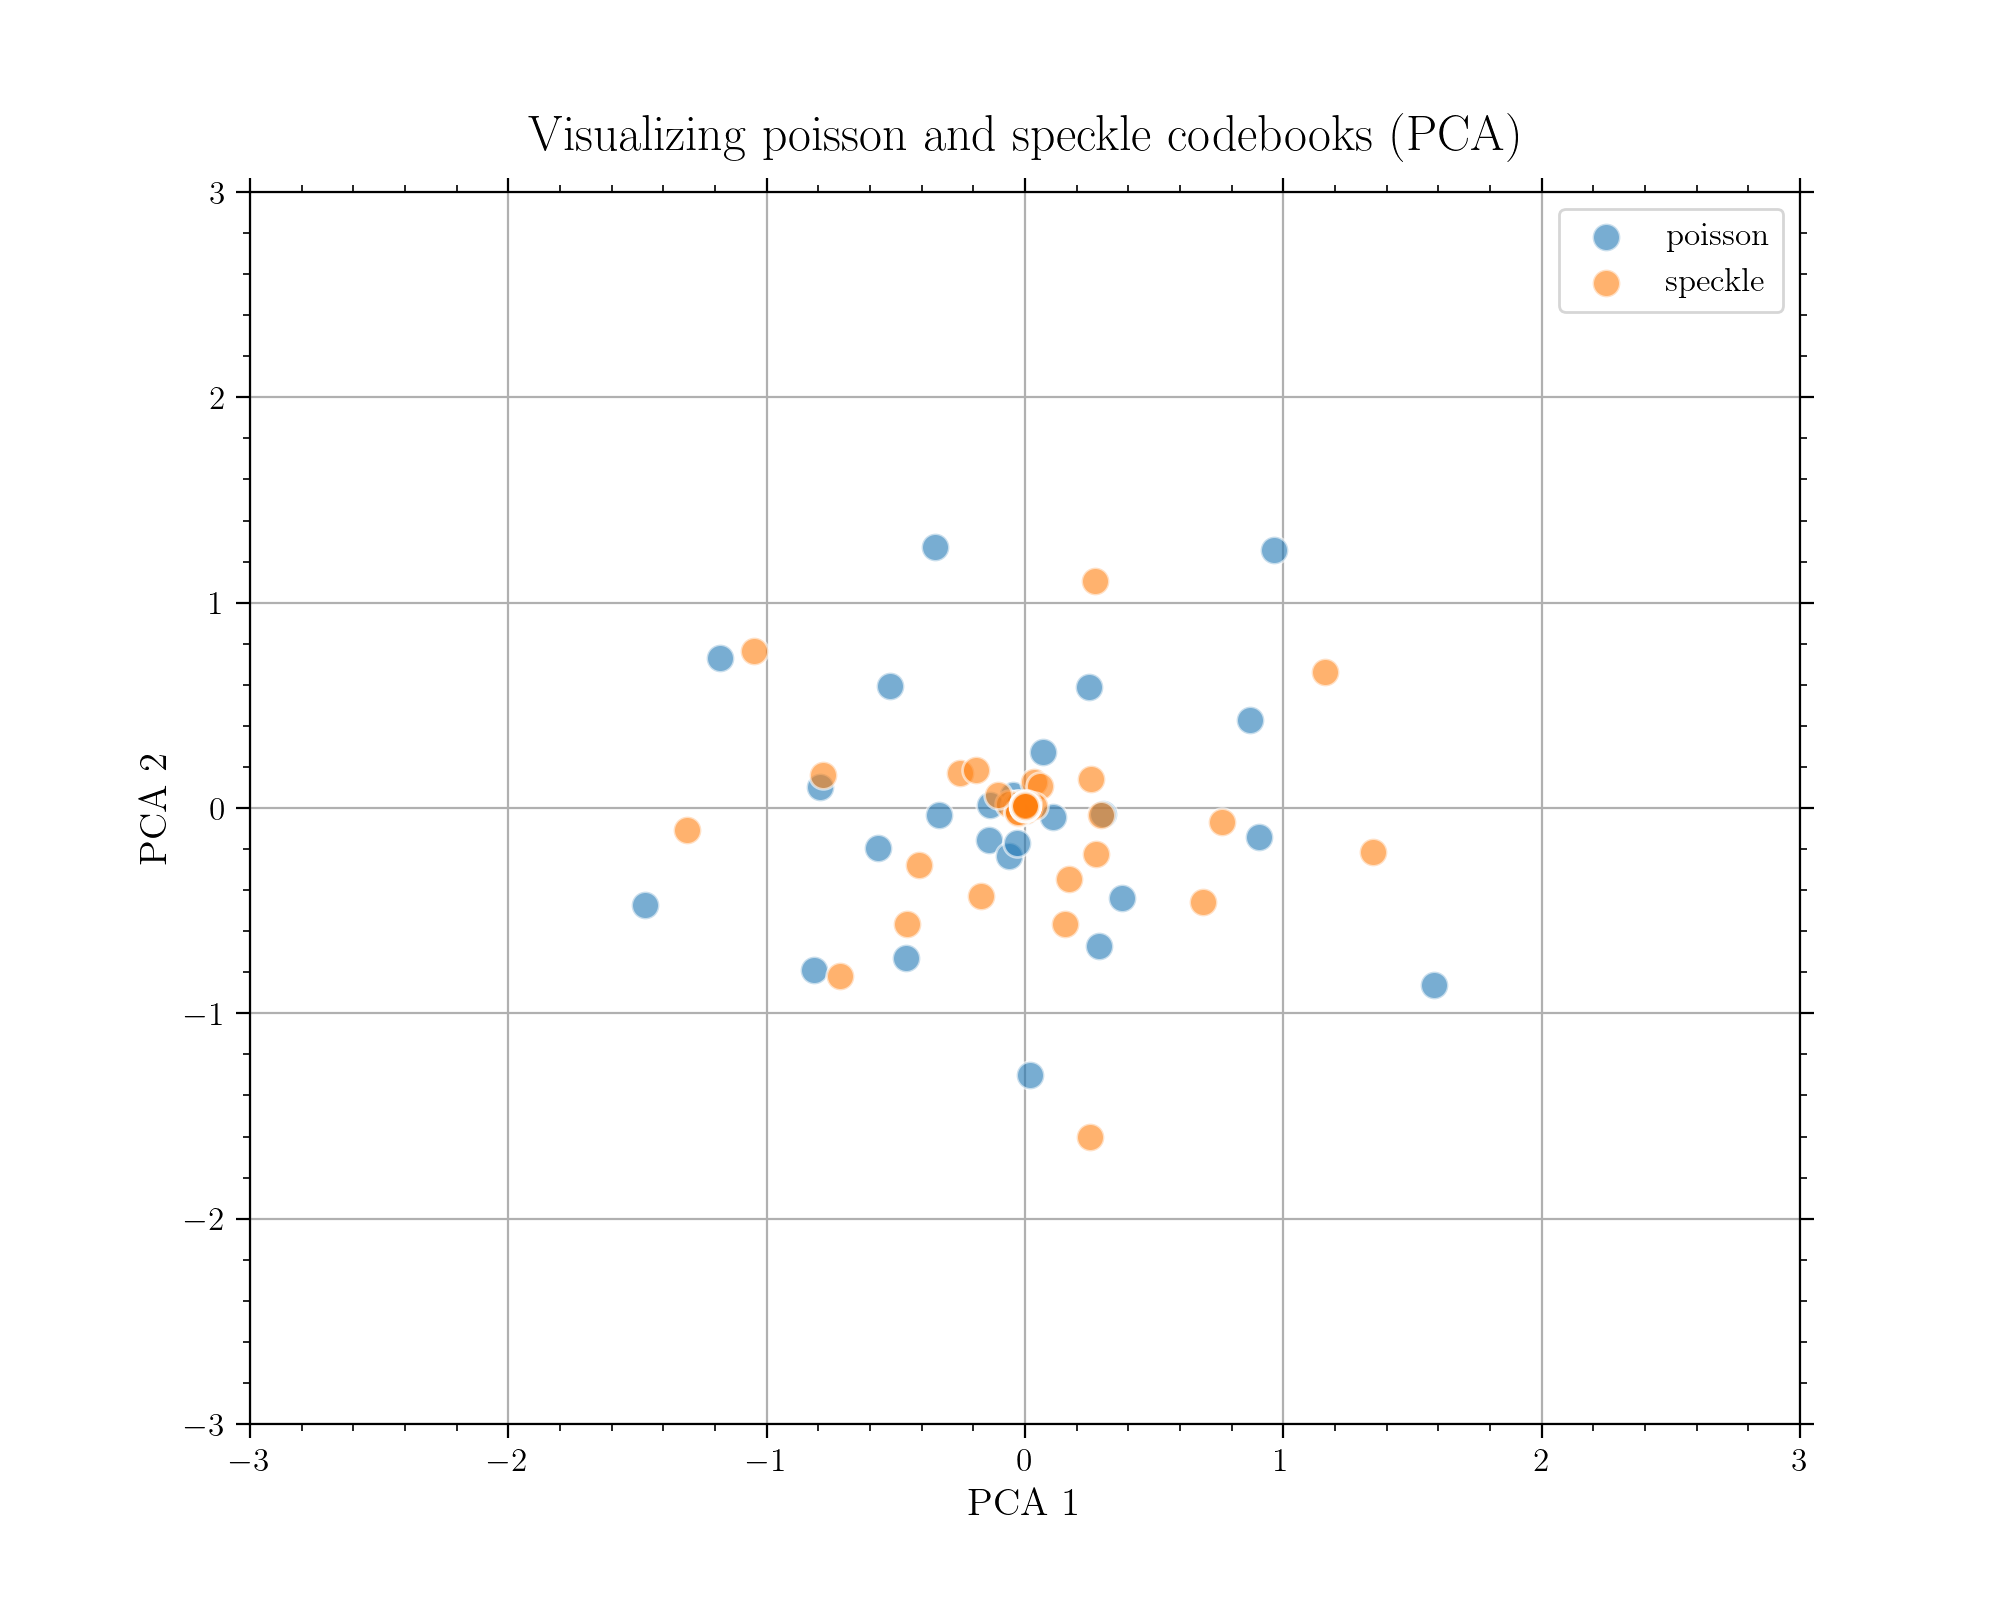 Visualizing poisson and speckle codebooks (PCA)
poisson
speckle
3
2
1
0
−1
−2
−3
PCA 2
−3 −2 −1 0 1 2 3
PCA 1